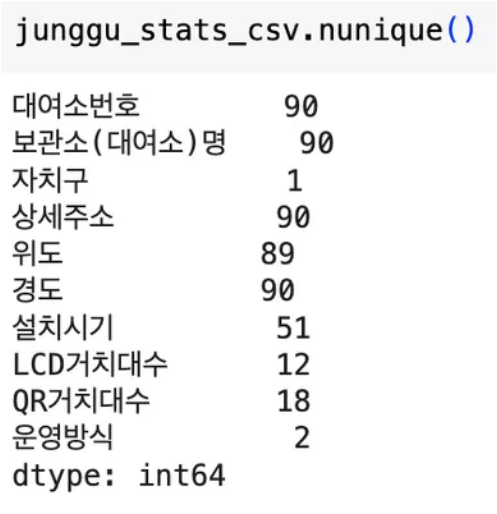 junggu_stats_csv.nunique()
대여소번호 90
보관소(대여소)명 90
자치구 1
상세주소 90
위도 89
경도 90
설치시기 51
LCD거치대수 12
QR거치대수 18
운영방식 2
dtype: int64